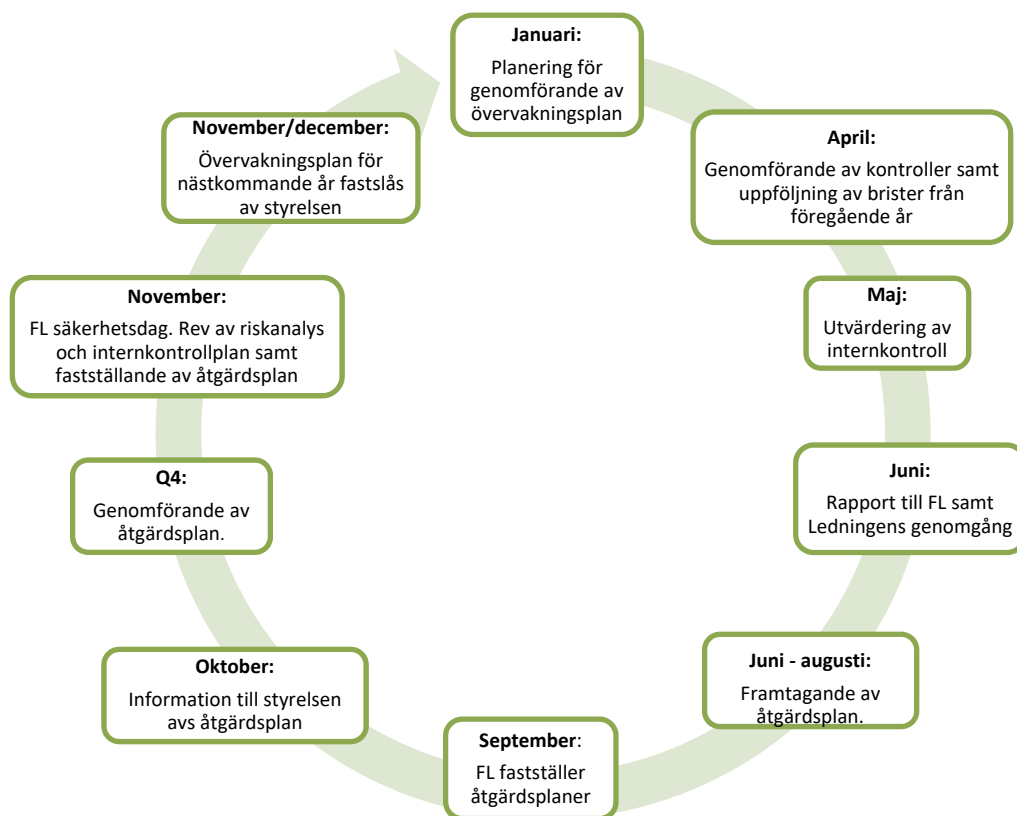 Januari:
Planering för
genomförande av
övervakningsplan
April:
Genomförande av kontroller samt
uppföljning av brister från
föregående år
Maj:
Utvärdering av
internkontroll
Juni:
Rapport till FL samt
Ledningens genomgång
Juni - augusti:
Framtagande av
åtgärdsplan.
September:
FL fastställer
åtgärdsplaner
Oktober:
Information till styrelsen
avs åtgärdsplan
Q4:
Genomförande av
åtgärdsplan.
November:
FL säkerhetsdag. Rev av riskanalys
och internkontrollplan samt
fastställande av åtgärdsplan
November/december:
Övervakningsplan för
nästkommande år fastslås
av styrelsen